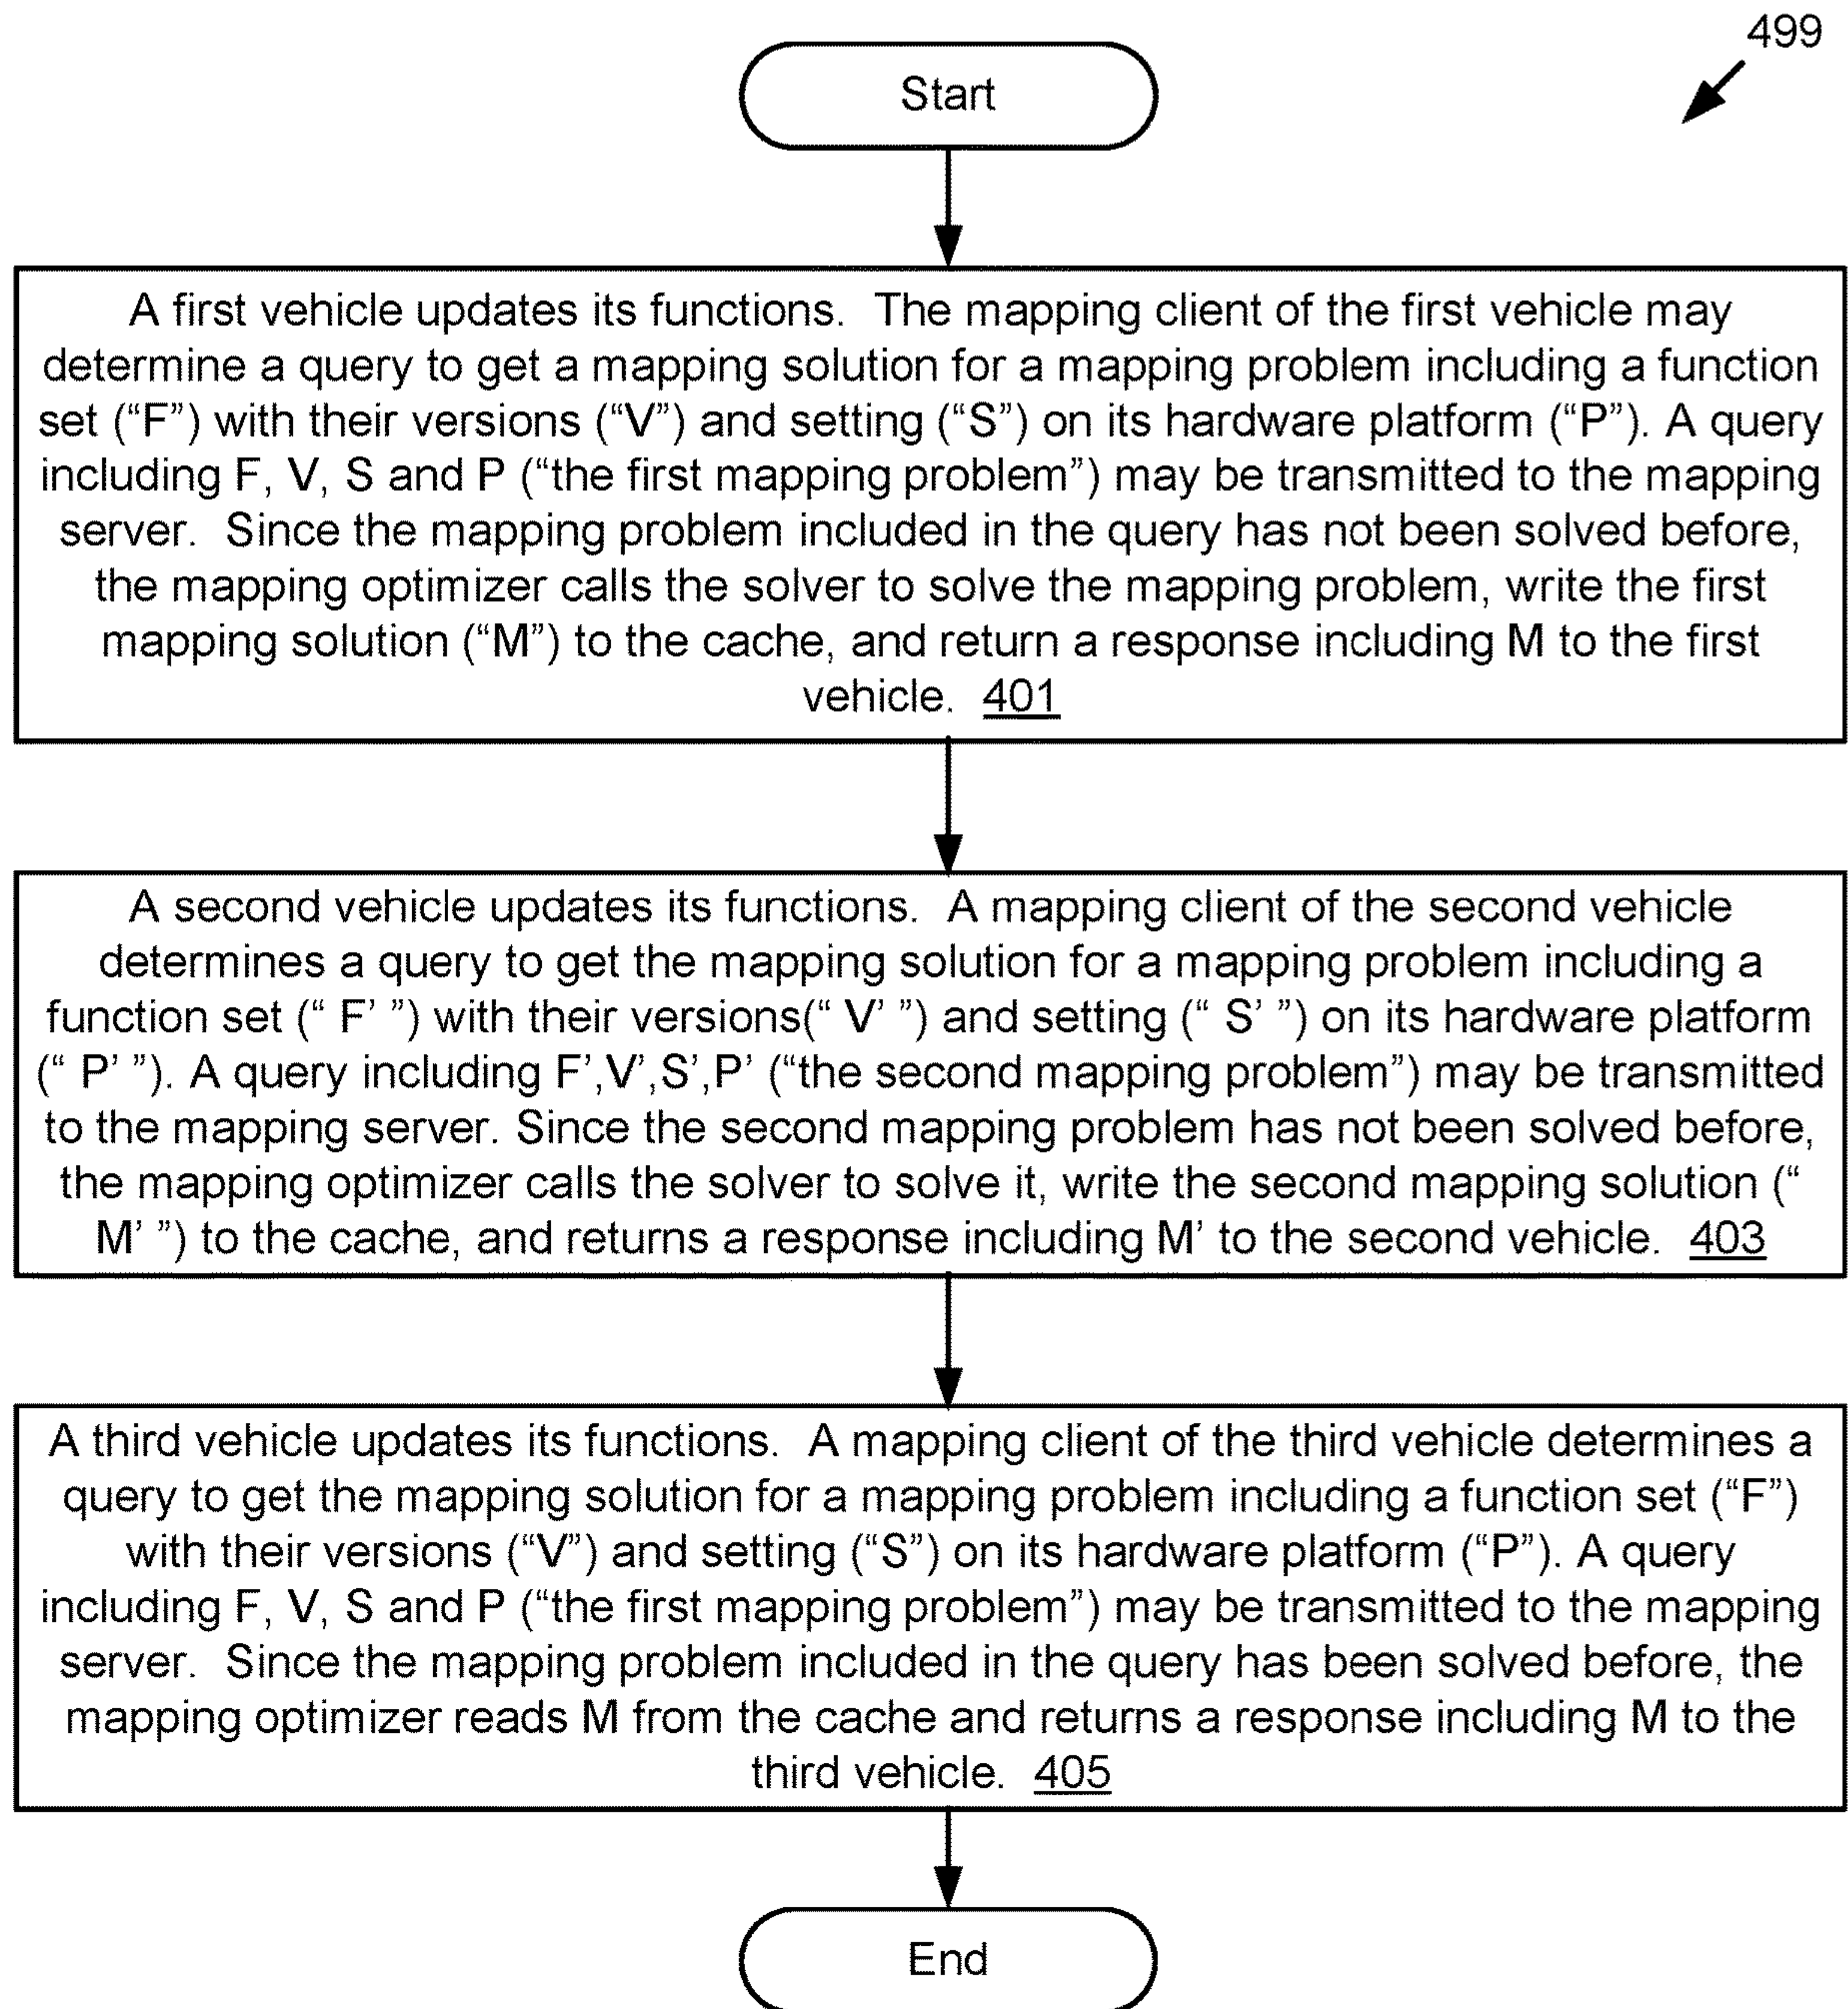 499
Start
A first vehicle updates its functions.  The mapping client of the first vehicle may
determine a query to get a mapping solution for a mapping problem including a function
set (“F”) with their versions (“V”) and setting (“S”) on its hardware platform (“P”). A query
including F, V, S and P (“the first mapping problem”) may be transmitted to the mapping
server.  Since the mapping problem included in the query has not been solved before,
the mapping optimizer calls the solver to solve the mapping problem, write the first
mapping solution (“M”) to the cache, and return a response including M to the first
vehicle.  401
A second vehicle updates its functions.  A mapping client of the second vehicle
determines a query to get the mapping solution for a mapping problem including a
function set (“ F’ ”) with their versions(“ V’ ”) and setting (“ S’ ”) on its hardware platform
(“ P’ ”). A query including F’,V',S',P’ (“the second mapping problem”) may be transmitted
to the mapping server. Since the second mapping problem has not been solved before,
the mapping optimizer calls the solver to solve it, write the second mapping solution (“
M’ ”) to the cache, and returns a response including M’ to the second vehicle.  403
A third vehicle updates its functions.  A mapping client of the third vehicle determines a
query to get the mapping solution for a mapping problem including a function set (“F”)
with their versions (“V”) and setting (“S”) on its hardware platform (“P”). A query
including F, V, S and P (“the first mapping problem”) may be transmitted to the mapping
server.  Since the mapping problem included in the query has been solved before, the
mapping optimizer reads M from the cache and returns a response including M to the
third vehicle.  405
End